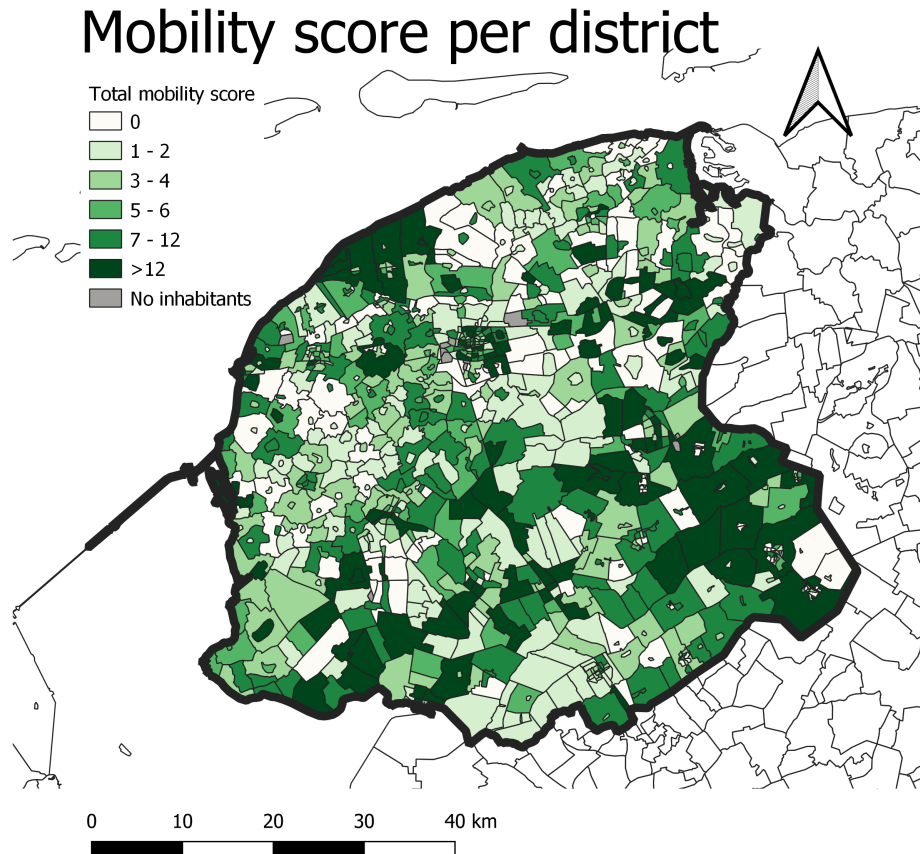 Mobility score per district
Total mobility score
0
1 - 2
3 - 4
5 - 6
7 - 12
>12
No inhabitants
0 10 20 30 40 km